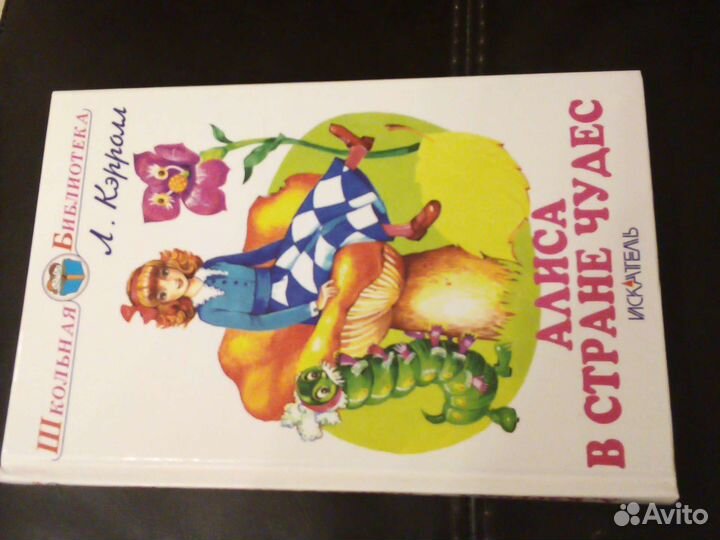 Школьная Библиотека
Л. Кэрролл
АЛИСА
В СТРАНЕ ЧУДЕС
ИСКАТЕЛЬ
Avito